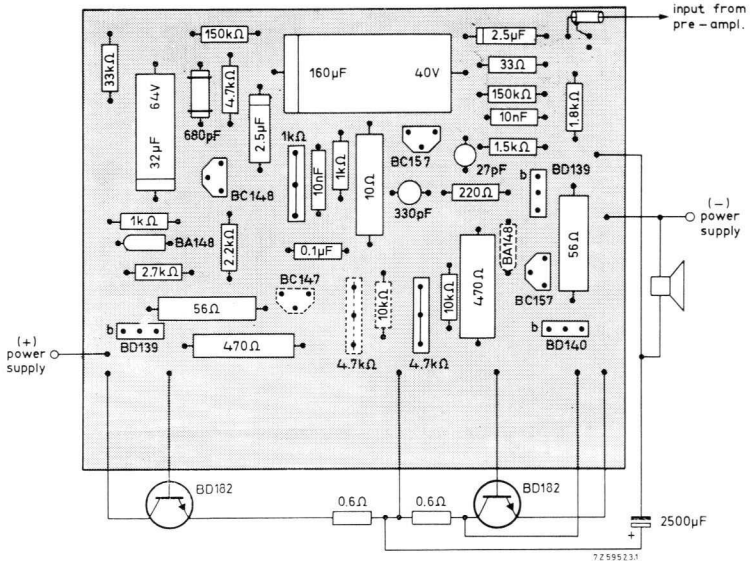 input from
pre-ampl.
150kΩ
2.5µF
33kΩ
64V
32µF
680pF
4.7kΩ
2.5µF
160µF
40V
33Ω
150kΩ
10nF
1.8kΩ
1.5kΩ
1kΩ
10nF
1kΩ
10Ω
BC157
27pF
BC148
330pF
220Ω
b
BD139
(−)
power
supply
1kΩ
BA148
2.2kΩ
0.1µF
2.7kΩ
BA148
470Ω
56Ω
BC157
BC147
56Ω
10kΩ
10kΩ
b
BD139
470Ω
4.7kΩ
4.7kΩ
b
BD140
(+)
power
supply
BD182
0.6Ω
0.6Ω
BD182
2500µF
+
7Z59523.1